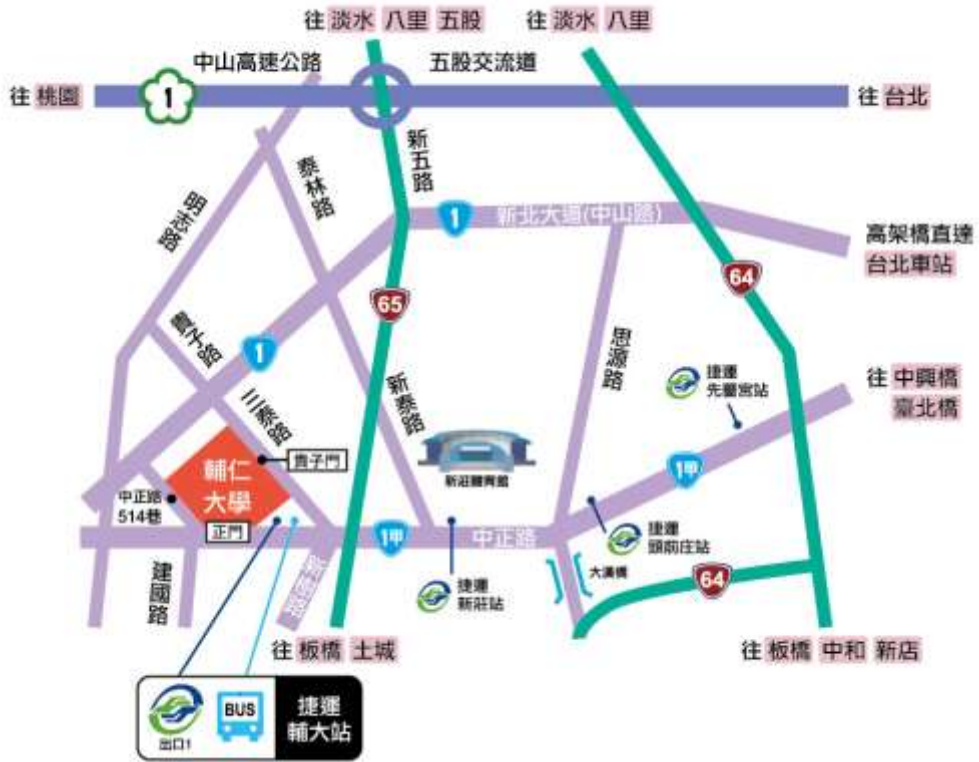 往 淡水 八里 五股
往 淡水 八里
中山高速公路
五股交流道
往 桃園
1
往 台北
新五路
泰林路
明志路
1
新北大道(中山路)
高架橋直達
台北車站
64
65
貴子路
1
思源路
捷運
先嗇宮站
往 中興橋
臺北橋
三泰路
新泰路
輔仁
大學
貴子門
新莊體育館
1甲
中正路
514巷
正門
1甲
中正路
捷運
頭前庄站
建國路
捷運
新莊站
大漢橋
64
往 板橋 土城
往 板橋 中和 新店
BUS
捷運
輔大站
出口1